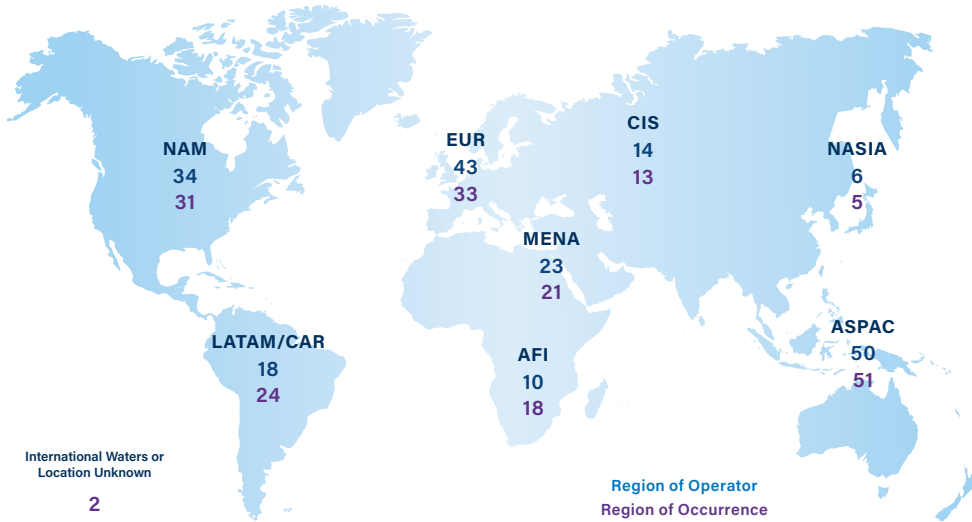 NAM
34
31
EUR
43
33
CIS
14
13
NASIA
6
5
MENA
23
21
LATAM/CAR
18
24
AFI
10
18
ASPAC
50
51
International Waters or
Location Unknown
2
Region of Operator
Region of Occurrence